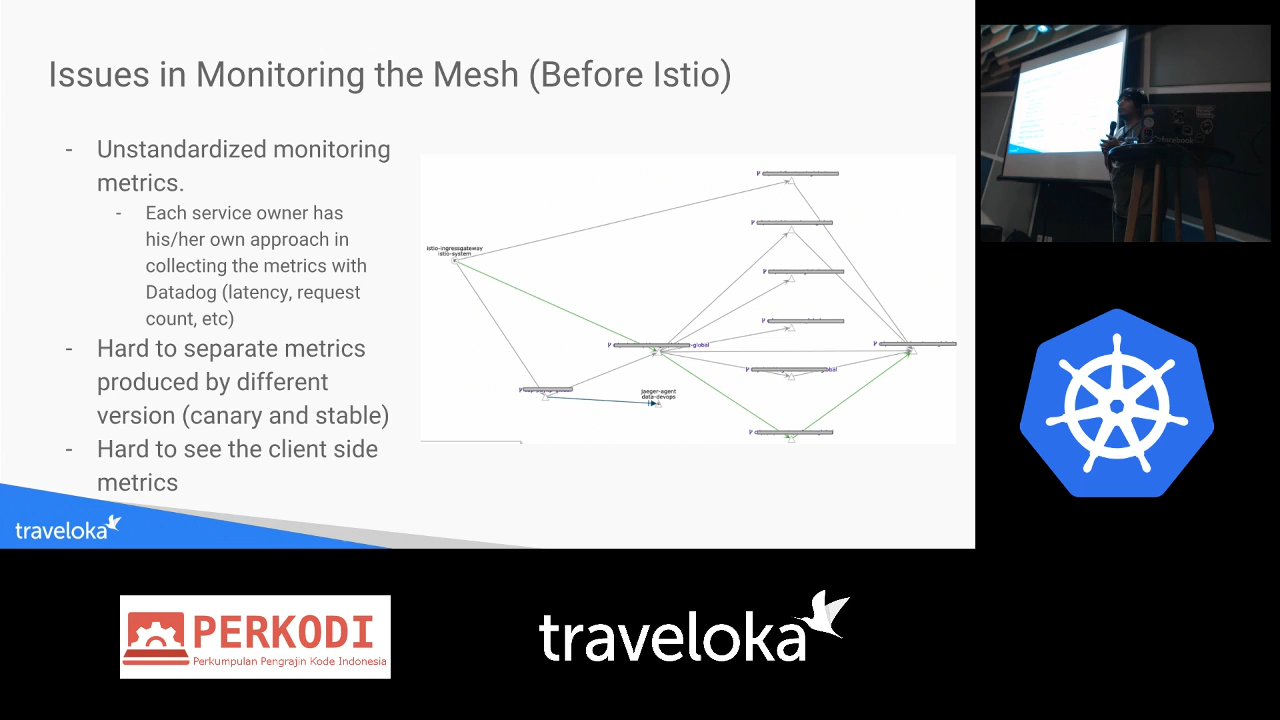 Issues in Monitoring the Mesh (Before Istio)
- Unstandardized monitoring
metrics.
- Each service owner has
his/her own approach in
collecting the metrics with
Datadog (latency, request
count, etc)
- Hard to separate metrics
produced by different
version (canary and stable)
- Hard to see the client side
metrics
istio-ingressgateway
istio-system
-global
jaeger-agent
data-devops
traveloka
PERKODI
Perkumpulan Pengrajin Kode Indonesia
traveloka